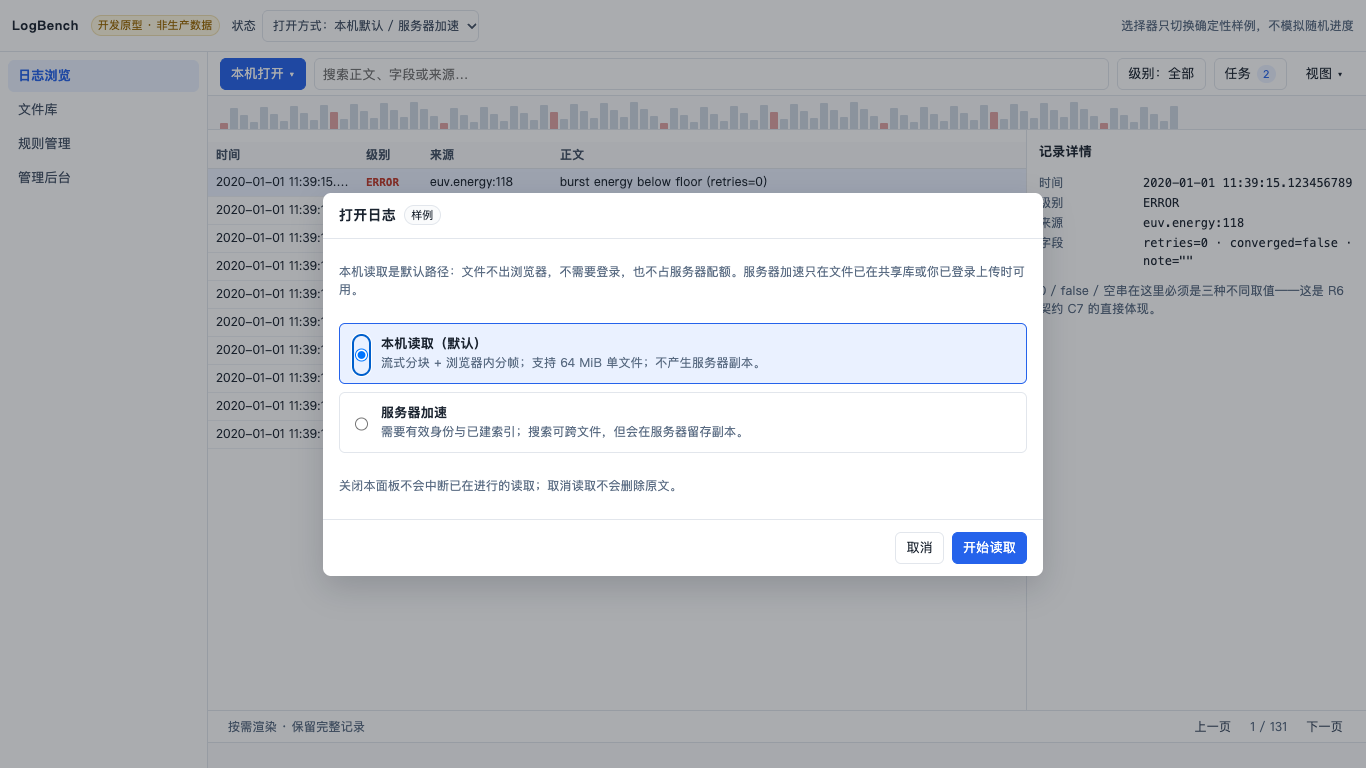 LogBench 开发原型 · 非生产数据 状态 打开方式：本机默认 / 服务器加速 选择器只切换确定性样例，不模拟随机进度
日志浏览
文件库
规则管理
管理后台
本机打开 ▾ 搜索正文、字段或来源… 级别：全部 任务 2 视图 ▾
时间 级别 来源 正文
2020-01-01 11:39:15.… ERROR euv.energy:118 burst energy below floor (retries=0)
2020-01-01 11:39:1
2020-01-01 11:39:1
2020-01-01 11:39:1
2020-01-01 11:39:1
2020-01-01 11:39:1
2020-01-01 11:39:1
2020-01-01 11:39:1
2020-01-01 11:39:1
2020-01-01 11:39:1
记录详情
时间 2020-01-01 11:39:15.123456789
级别 ERROR
来源 euv.energy:118
字段 retries=0 · converged=false ·
note=""
0 / false / 空串在这里必须是三种不同取值——这是 R6
契约 C7 的直接体现。
打开日志 样例
本机读取是默认路径：文件不出浏览器，不需要登录，也不占服务器配额。服务器加速只在文件已在共享库或你已登录上传时可
用。
本机读取（默认）
流式分块 + 浏览器内分帧；支持 64 MiB 单文件；不产生服务器副本。
服务器加速
需要有效身份与已建索引；搜索可跨文件，但会在服务器留存副本。
关闭本面板不会中断已在进行的读取；取消读取不会删除原文。
取消 开始读取
按需渲染 · 保留完整记录 上一页 1 / 131 下一页